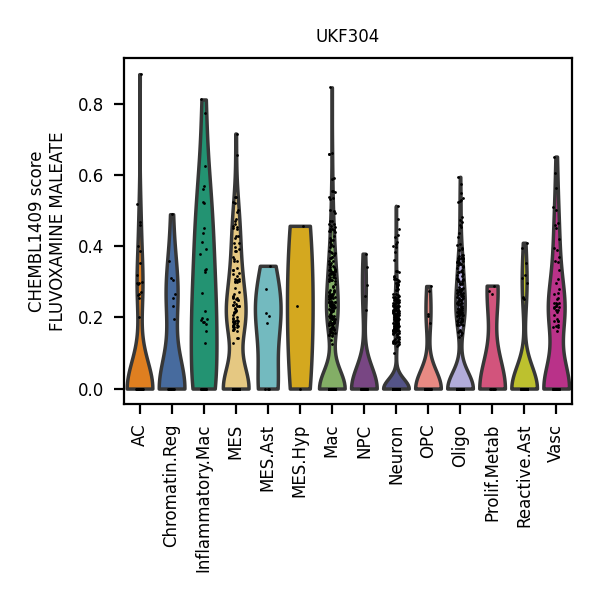 UKF304
CHEMBL1409 score
FLUVOXAMINE MALEATE
0.8
0.6
0.4
0.2
0.0
AC
Chromatin.Reg
Inflammatory.Mac
MES
MES.Ast
MES.Hyp
Mac
NPC
Neuron
OPC
Oligo
Prolif.Metab
Reactive.Ast
Vasc